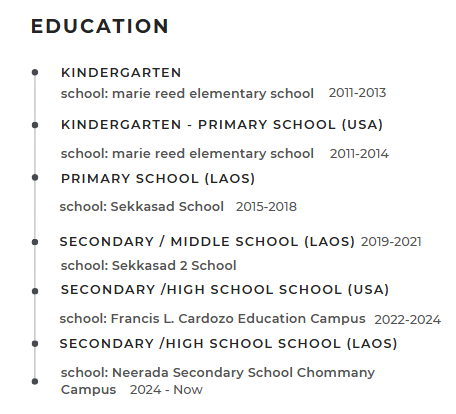 EDUCATION
KINDERGARTEN
school: marie reed elementary school 2011-2013
KINDERGARTEN - PRIMARY SCHOOL (USA)
school: marie reed elementary school 2011-2014
PRIMARY SCHOOL (LAOS)
school: Sekkasad School 2015-2018
SECONDARY / MIDDLE SCHOOL (LAOS) 2019-2021
school: Sekkasad 2 School
SECONDARY /HIGH SCHOOL SCHOOL (USA)
school: Francis L. Cardozo Education Campus 2022-2024
SECONDARY /HIGH SCHOOL SCHOOL (LAOS)
school: Neerada Secondary School Chommany
Campus 2024 - Now